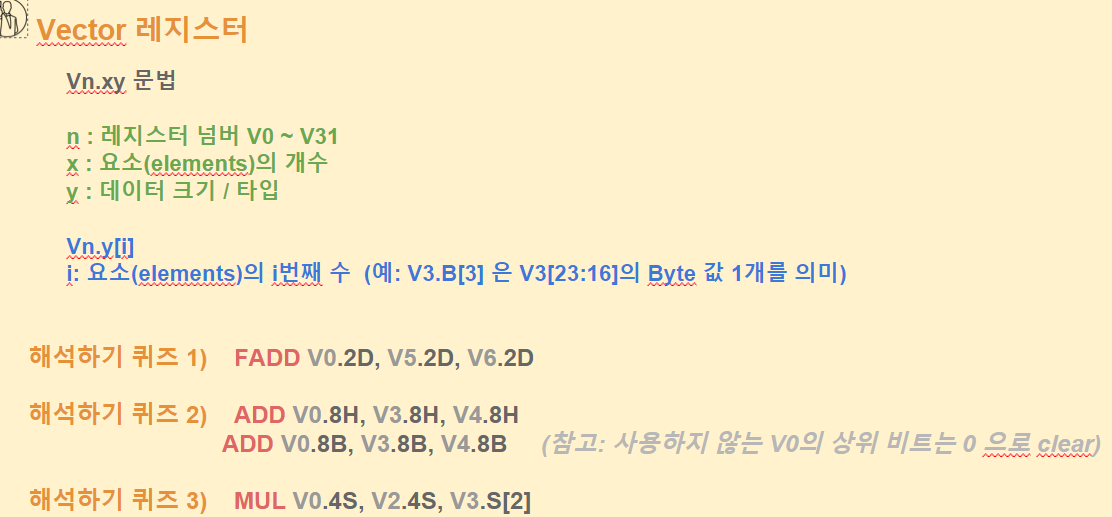 Vector 레지스터
Vn.xy 문법
n : 레지스터 넘버 V0 ~ V31
x : 요소(elements)의 개수
y : 데이터 크기 / 타입
Vn.y[i]
i: 요소(elements)의 i번째 수 (예: V3.B[3] 은 V3[23:16]의 Byte 값 1개를 의미)
해석하기 퀴즈 1) FADD V0.2D, V5.2D, V6.2D
해석하기 퀴즈 2) ADD V0.8H, V3.8H, V4.8H
ADD V0.8B, V3.8B, V4.8B (참고: 사용하지 않는 V0의 상위 비트는 0 으로 clear)
해석하기 퀴즈 3) MUL V0.4S, V2.4S, V3.S[2]